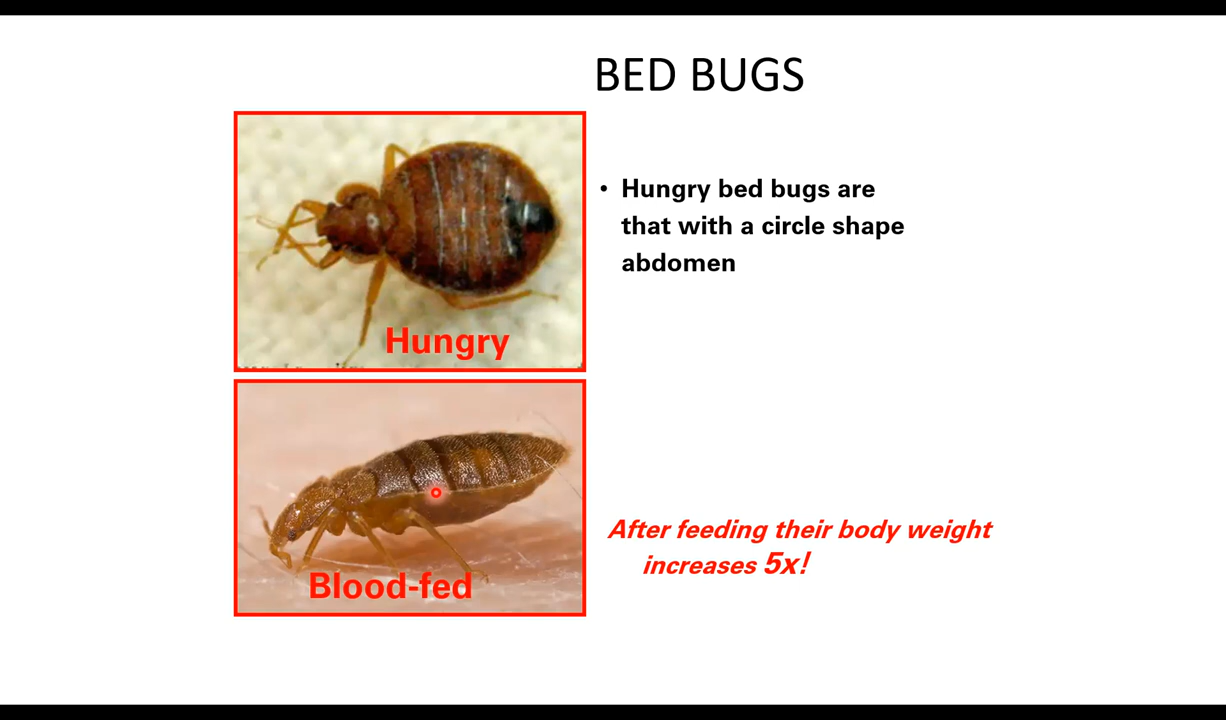 BED BUGS
Hungry
• Hungry bed bugs are
that with a circle shape
abdomen
Blood-fed
After feeding their body weight
increases 5x!